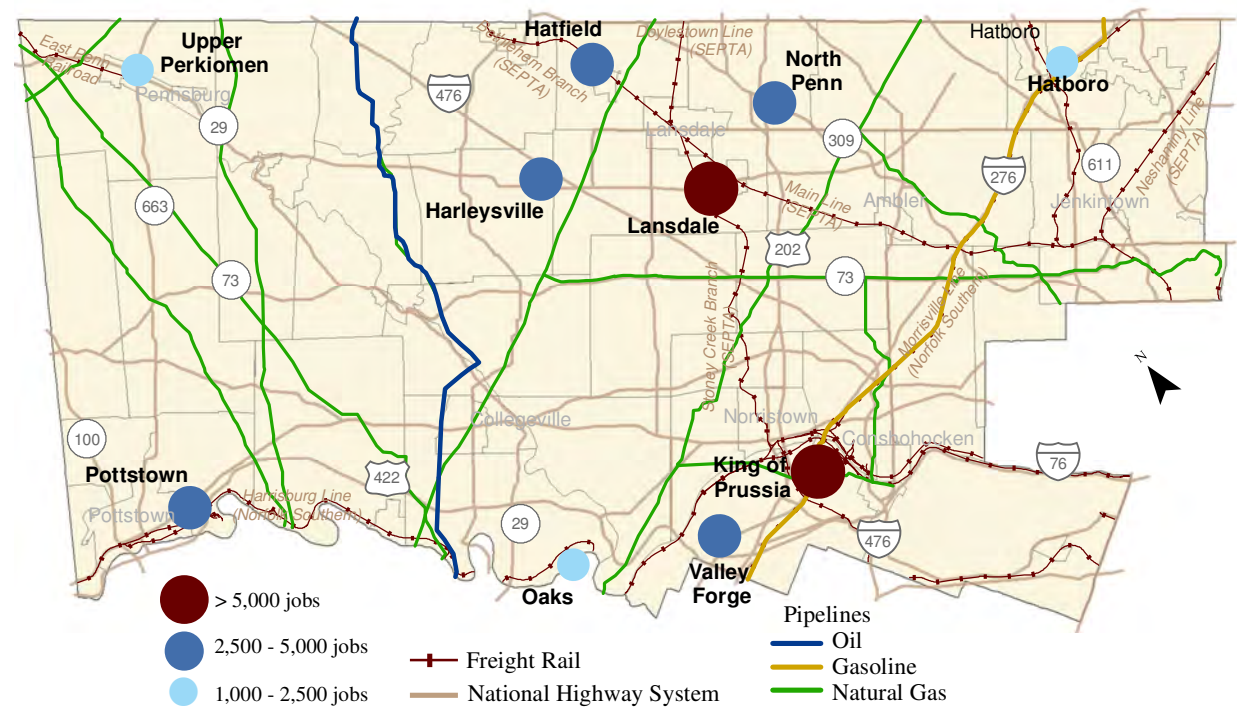 Hatfield
Bethlehem Branch
(SEPTA)
Doylestown Line
(SEPTA)
Hatboro
Hatboro
East Penn
Railroad
Upper
Perkiomen
Pennsburg
North
Penn
476
29
Lansdale
309
276
611
Neshaminy Line
(SEPTA)
663
Harleysville
Lansdale
Main Line
(SEPTA)
Ambler
Jenkintown
202
73
73
Stoney Creek Branch
(SEPTA)
Morrisville Line
(Norfolk Southern)
N
Collegeville
Norristown
Conshohocken
100
Pottstown
422
King of
Prussia
76
Pottstown
Harrisburg Line
(Norfolk Southern)
29
476
Oaks
Valley
Forge
> 5,000 jobs
2,500 - 5,000 jobs
1,000 - 2,500 jobs
Freight Rail
National Highway System
Pipelines
Oil
Gasoline
Natural Gas